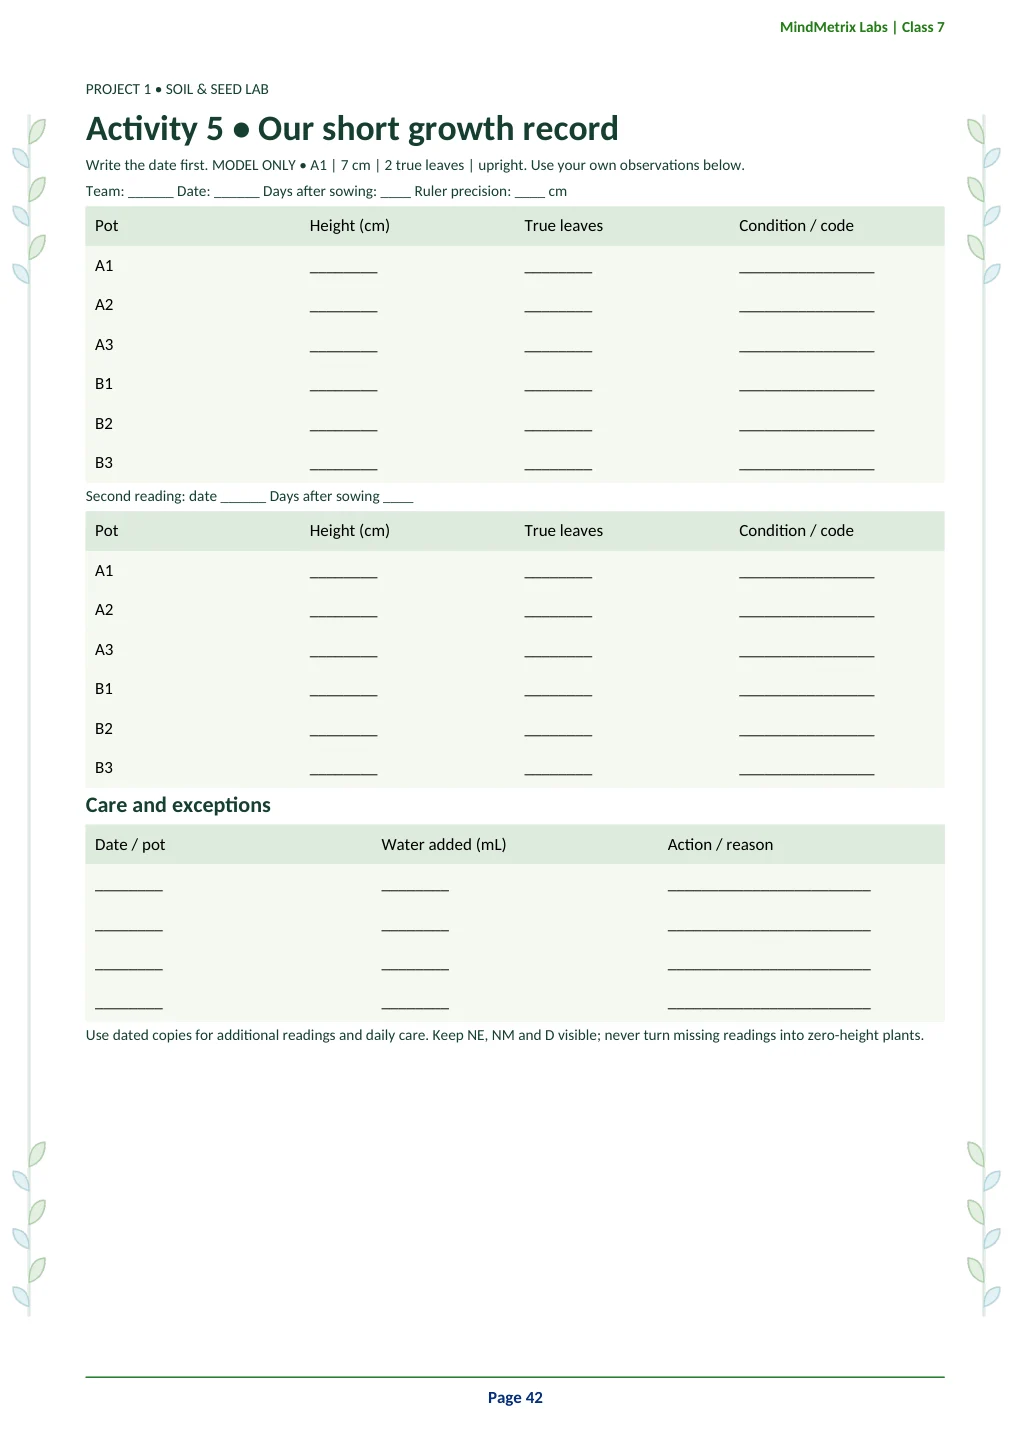 MindMetrix Labs | Class 7
PROJECT 1 • SOIL & SEED LAB
Activity 5 • Our short growth record
Write the date first. MODEL ONLY • A1 | 7 cm | 2 true leaves | upright. Use your own observations below.
Team: ______ Date: ______ Days after sowing: ____ Ruler precision: ____ cm
Pot Height (cm) True leaves Condition / code
A1 ________ ________ ________________
A2 ________ ________ ________________
A3 ________ ________ ________________
B1 ________ ________ ________________
B2 ________ ________ ________________
B3 ________ ________ ________________
Second reading: date ______ Days after sowing ____
Pot Height (cm) True leaves Condition / code
A1 ________ ________ ________________
A2 ________ ________ ________________
A3 ________ ________ ________________
B1 ________ ________ ________________
B2 ________ ________ ________________
B3 ________ ________ ________________
Care and exceptions
Date / pot Water added (mL) Action / reason
________ ________ ________________________
________ ________ ________________________
________ ________ ________________________
________ ________ ________________________
Use dated copies for additional readings and daily care. Keep NE, NM and D visible; never turn missing readings into zero-height plants.
Page 42